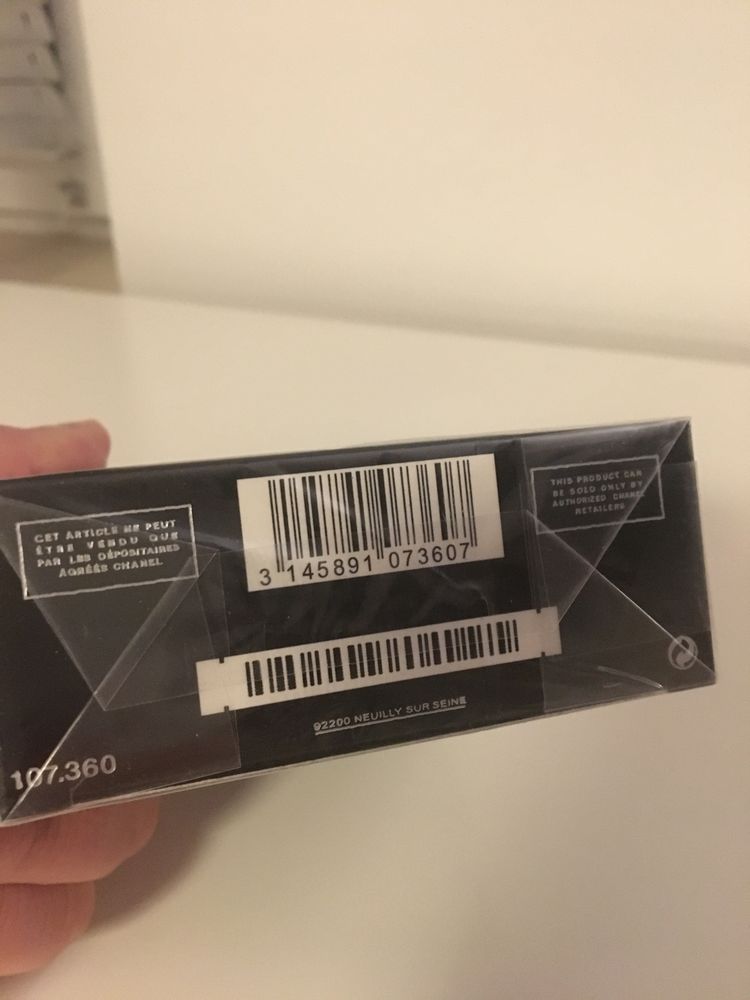 CET ARTICLE NE PEUT
ÊTRE VENDU QUE
PAR LES DÉPOSITAIRES
AGRÉÉS CHANEL
3 145891 073607
THIS PRODUCT CAN
BE SOLD ONLY BY
AUTHORIZED CHANEL
RETAILERS
92200 NEUILLY SUR SEINE
107.360